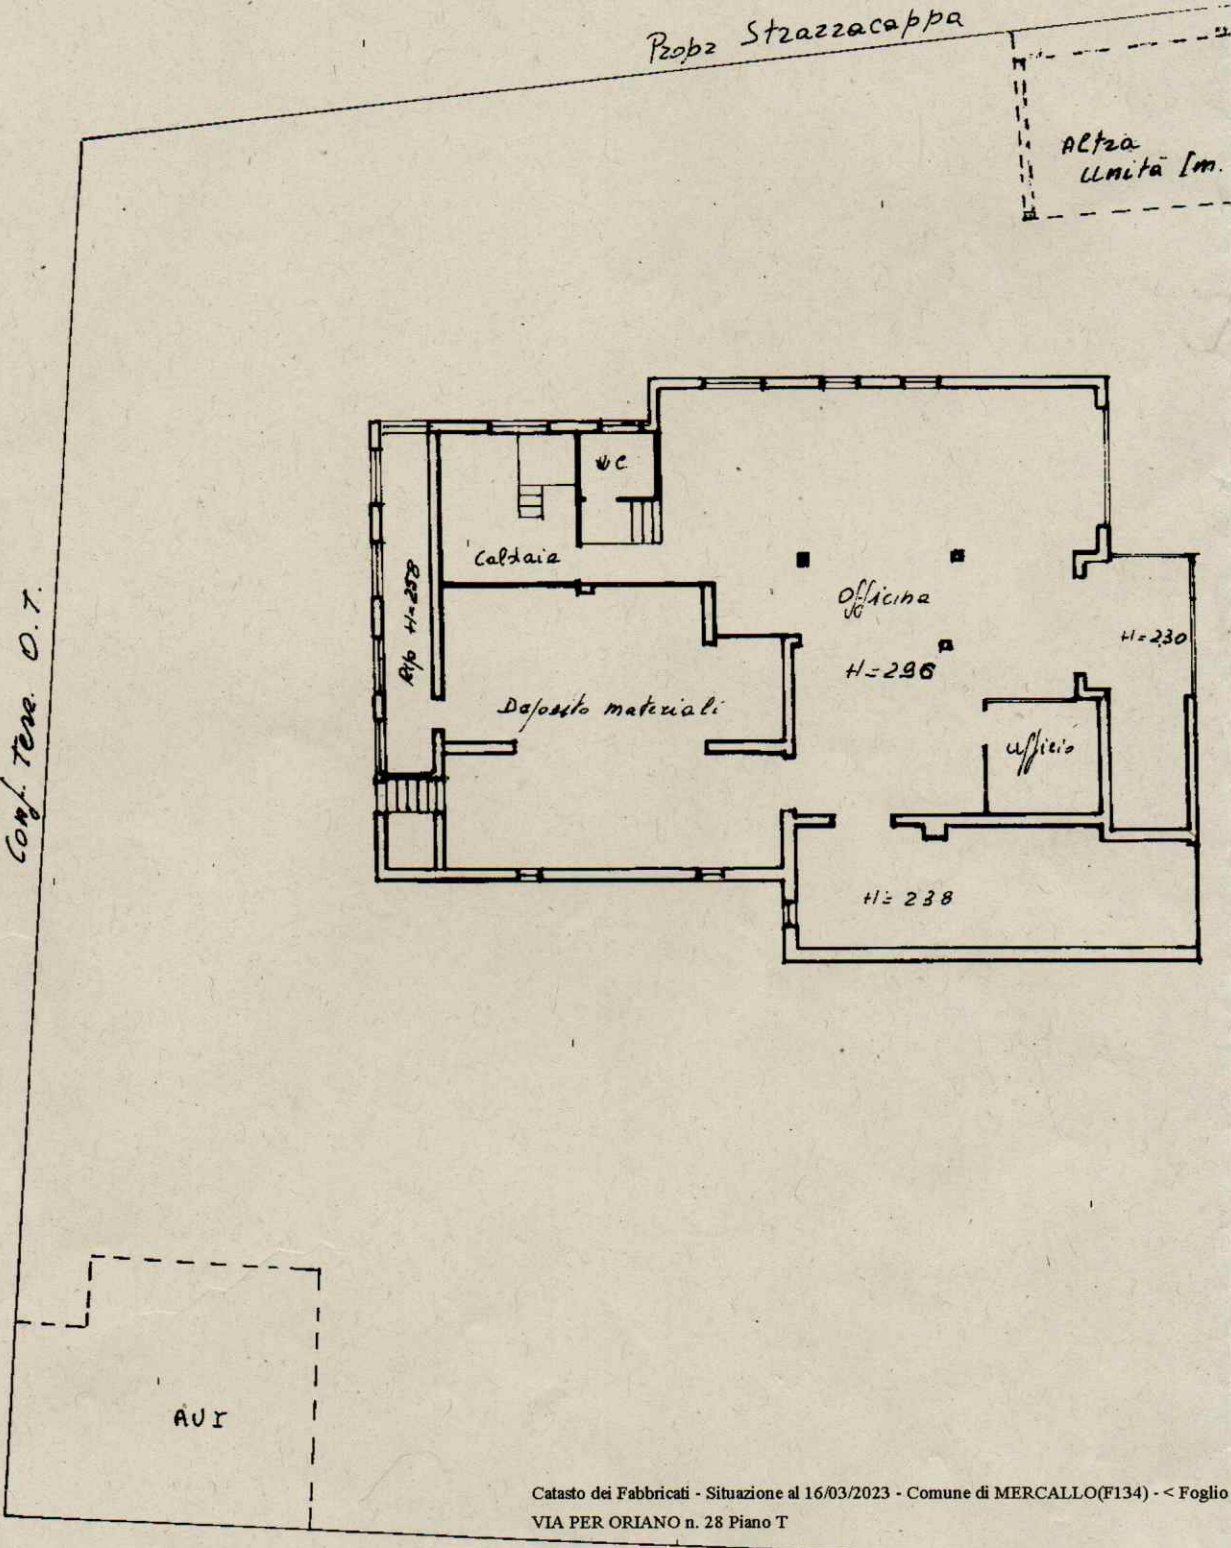 Propr Strazzacappa
Altra
Unità Im.
WC
Caldaia
Rip H=258
Officina
H=296
H=230
Deposito materiali
Ufficio
H=238
Conf. Terr. O.T.
AUI
Catasto dei Fabbricati - Situazione al 16/03/2023 - Comune di MERCALLO(F134) - < Foglio
VIA PER ORIANO n. 28 Piano T